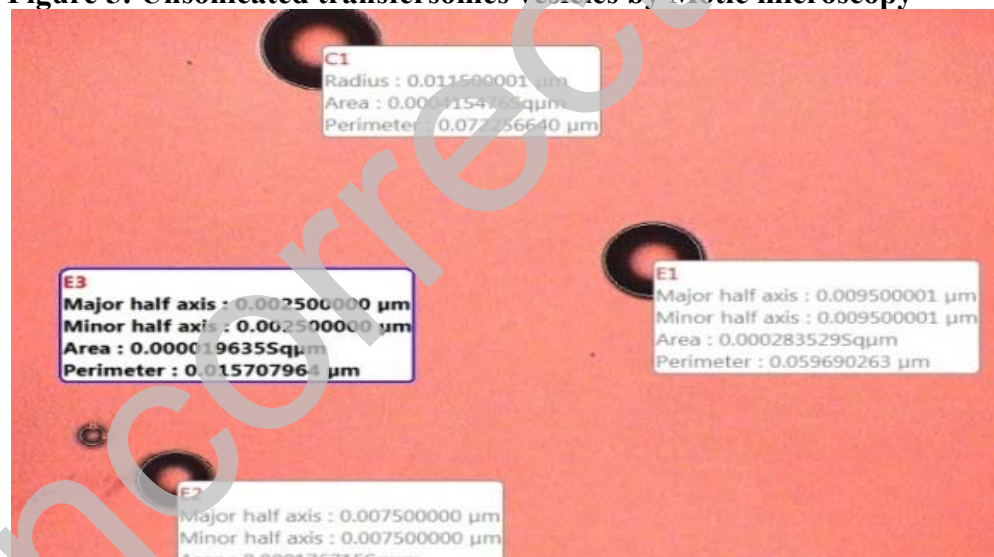 Figure 5: Unsonicated transfersomes vesicles by Motic microscopy
C1
Radius : 0.011500001 µm
Area : 0.000415476Sqµm
Perimeter : 0.072256640 µm
E1
Major half axis : 0.009500001 µm
Minor half axis : 0.009500001 µm
Area : 0.000283529Sqµm
Perimeter : 0.059690263 µm
E3
Major half axis : 0.002500000 µm
Minor half axis : 0.002500000 µm
Area : 0.000019635Sqµm
Perimeter : 0.015707964 µm
E2
Major half axis : 0.007500000 µm
Minor half axis : 0.007500000 µm
ncorrec